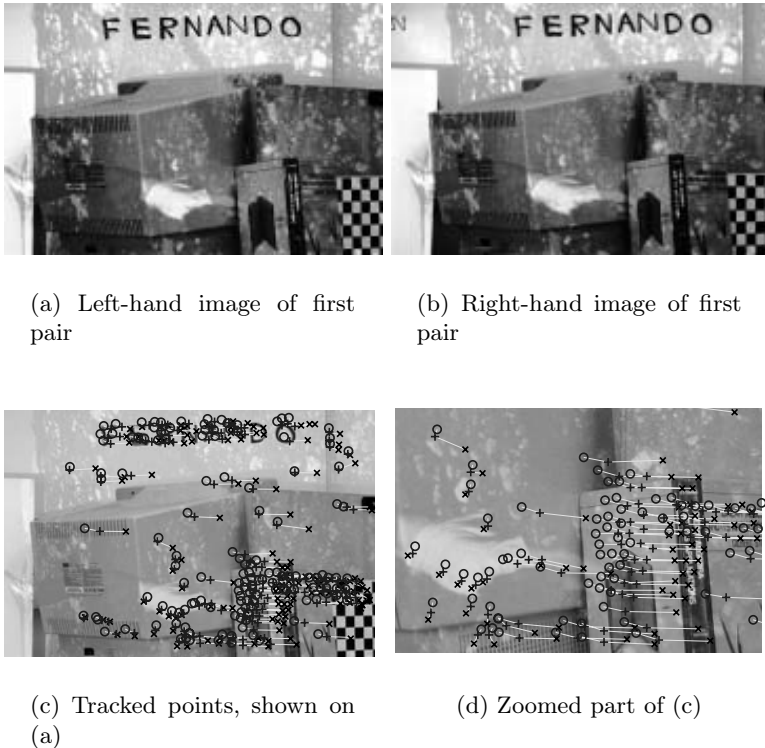 FERNANDO
N FERNANDO
(a) Left-hand image of first
pair
(b) Right-hand image of first
pair
(c) Tracked points, shown on
(a)
(d) Zoomed part of (c)